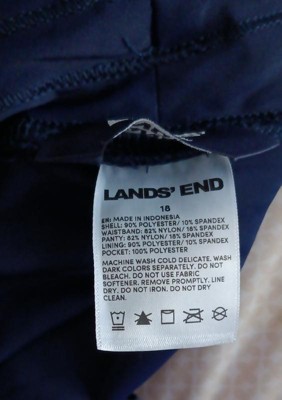 LANDS' END
18
MADE IN INDONESIA
SHELL: 90% POLYESTER/10% SPANDEX
WAISTBAND: 82% NYLON/18% SPANDEX
PANTY: 82% NYLON/18% SPANDEX
LINING: 90% POLYESTER/10% SPANDEX
POCKET: 100% POLYESTER
MACHINE WASH COLD DELICATE. WASH
DARK COLORS SEPARATELY. DO NOT
BLEACH. DO NOT USE FABRIC
SOFTENER. REMOVE PROMPTLY. LINE
DRY. DO NOT IRON. DO NOT DRY
CLEAN